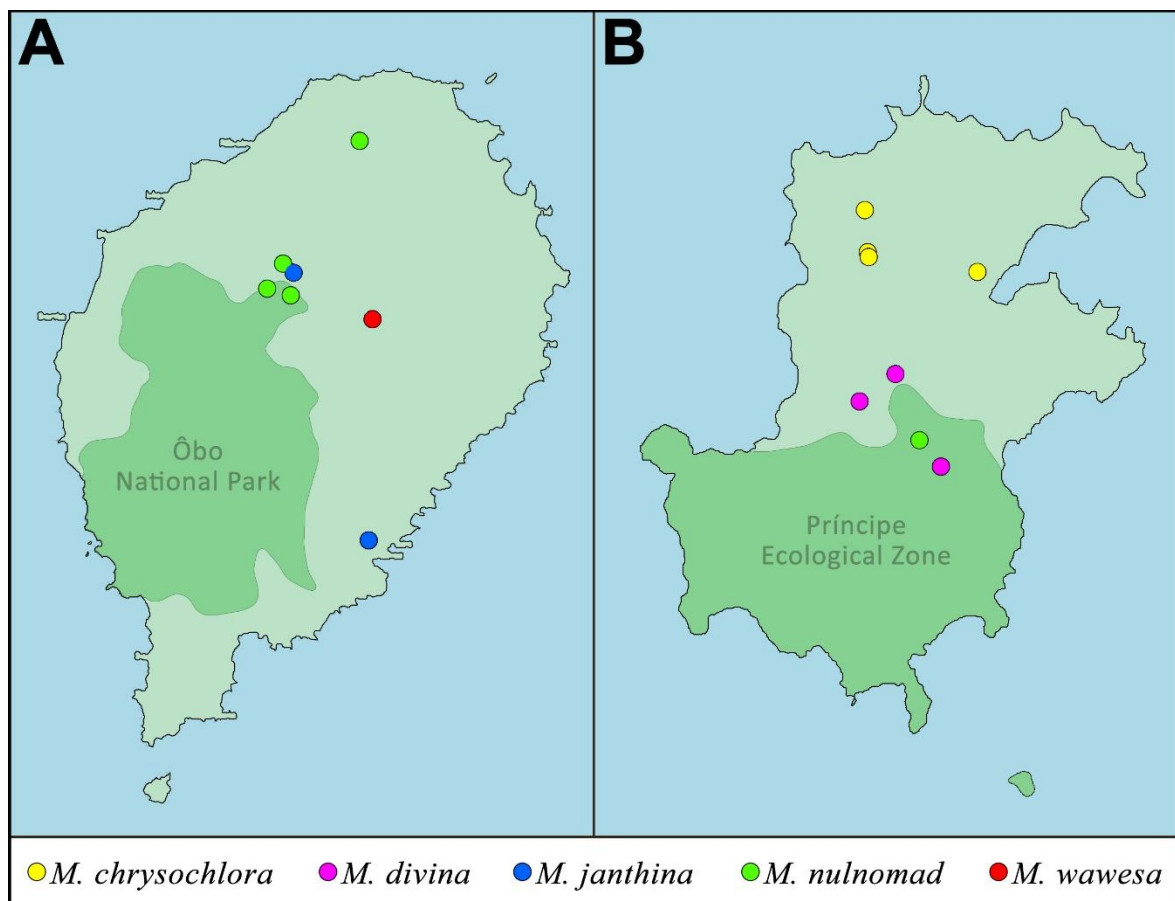 A
B
Ôbo
National Park
Príncipe
Ecological Zone
M. chrysochlora M. divina M. janthina M. nulnomad M. wawesa